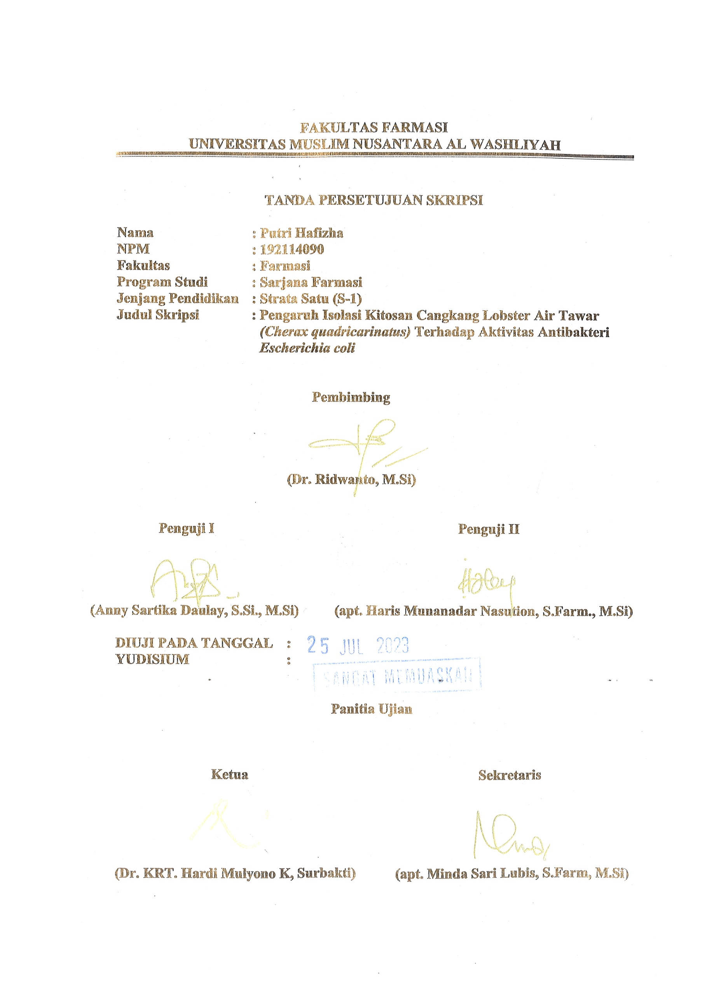 FAKULTAS FARMASI
UNIVERSITAS MUSLIM NUSANTARA AL WASHLIYAH
TANDA PERSETUJUAN SKRIPSI
Nama : Putri Hafizha
NPM : 192114090
Fakultas : Farmasi
Program Studi : Sarjana Farmasi
Jenjang Pendidikan : Strata Satu (S-1)
Judul Skripsi : Pengaruh Isolasi Kitosan Cangkang Lobster Air Tawar
(Cherax quadricarinatus) Terhadap Aktivitas Antibakteri
Escherichia coli
Pembimbing
(Dr. Ridwanto, M.Si)
Penguji I Penguji II
(Anny Sartika Daulay, S.Si., M.Si) (apt. Haris Munanadar Nasution, S.Farm., M.Si)
DIUJI PADA TANGGAL : 25 JUL 2023
YUDISIUM :
SANGAT MEMUASKAN
Panitia Ujian
Ketua Sekretaris
(Dr. KRT. Hardi Mulyono K, Surbakti) (apt. Minda Sari Lubis, S.Farm, M.Si)